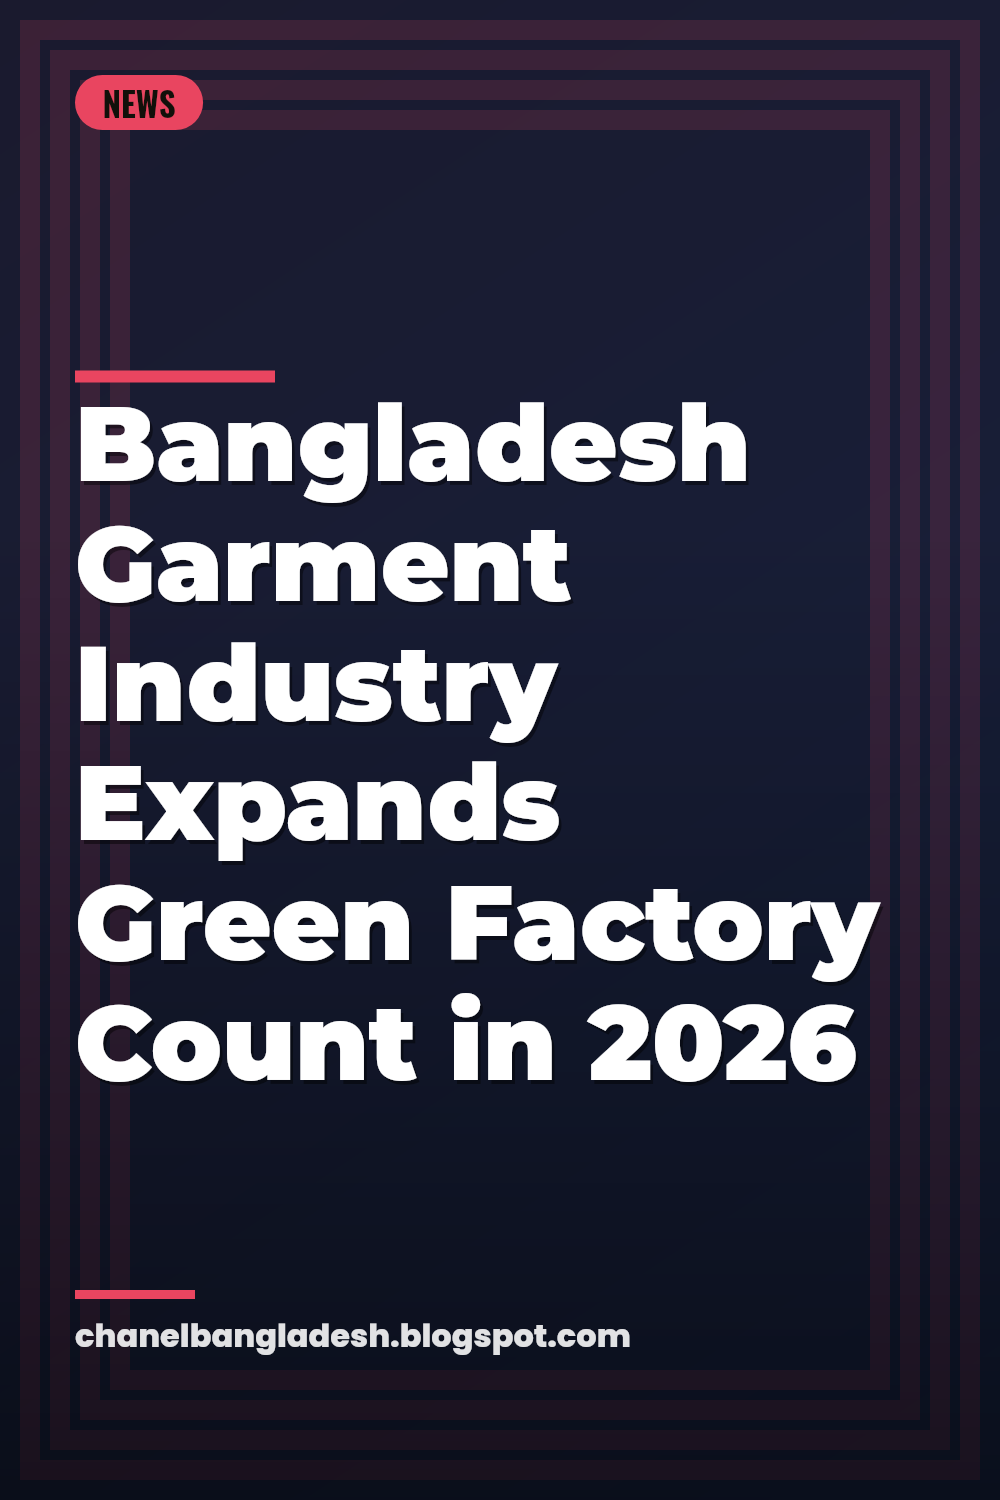 NEWS
Bangladesh
Garment
Industry
Expands
Green Factory
Count in 2026
chanelbangladesh.blogspot.com